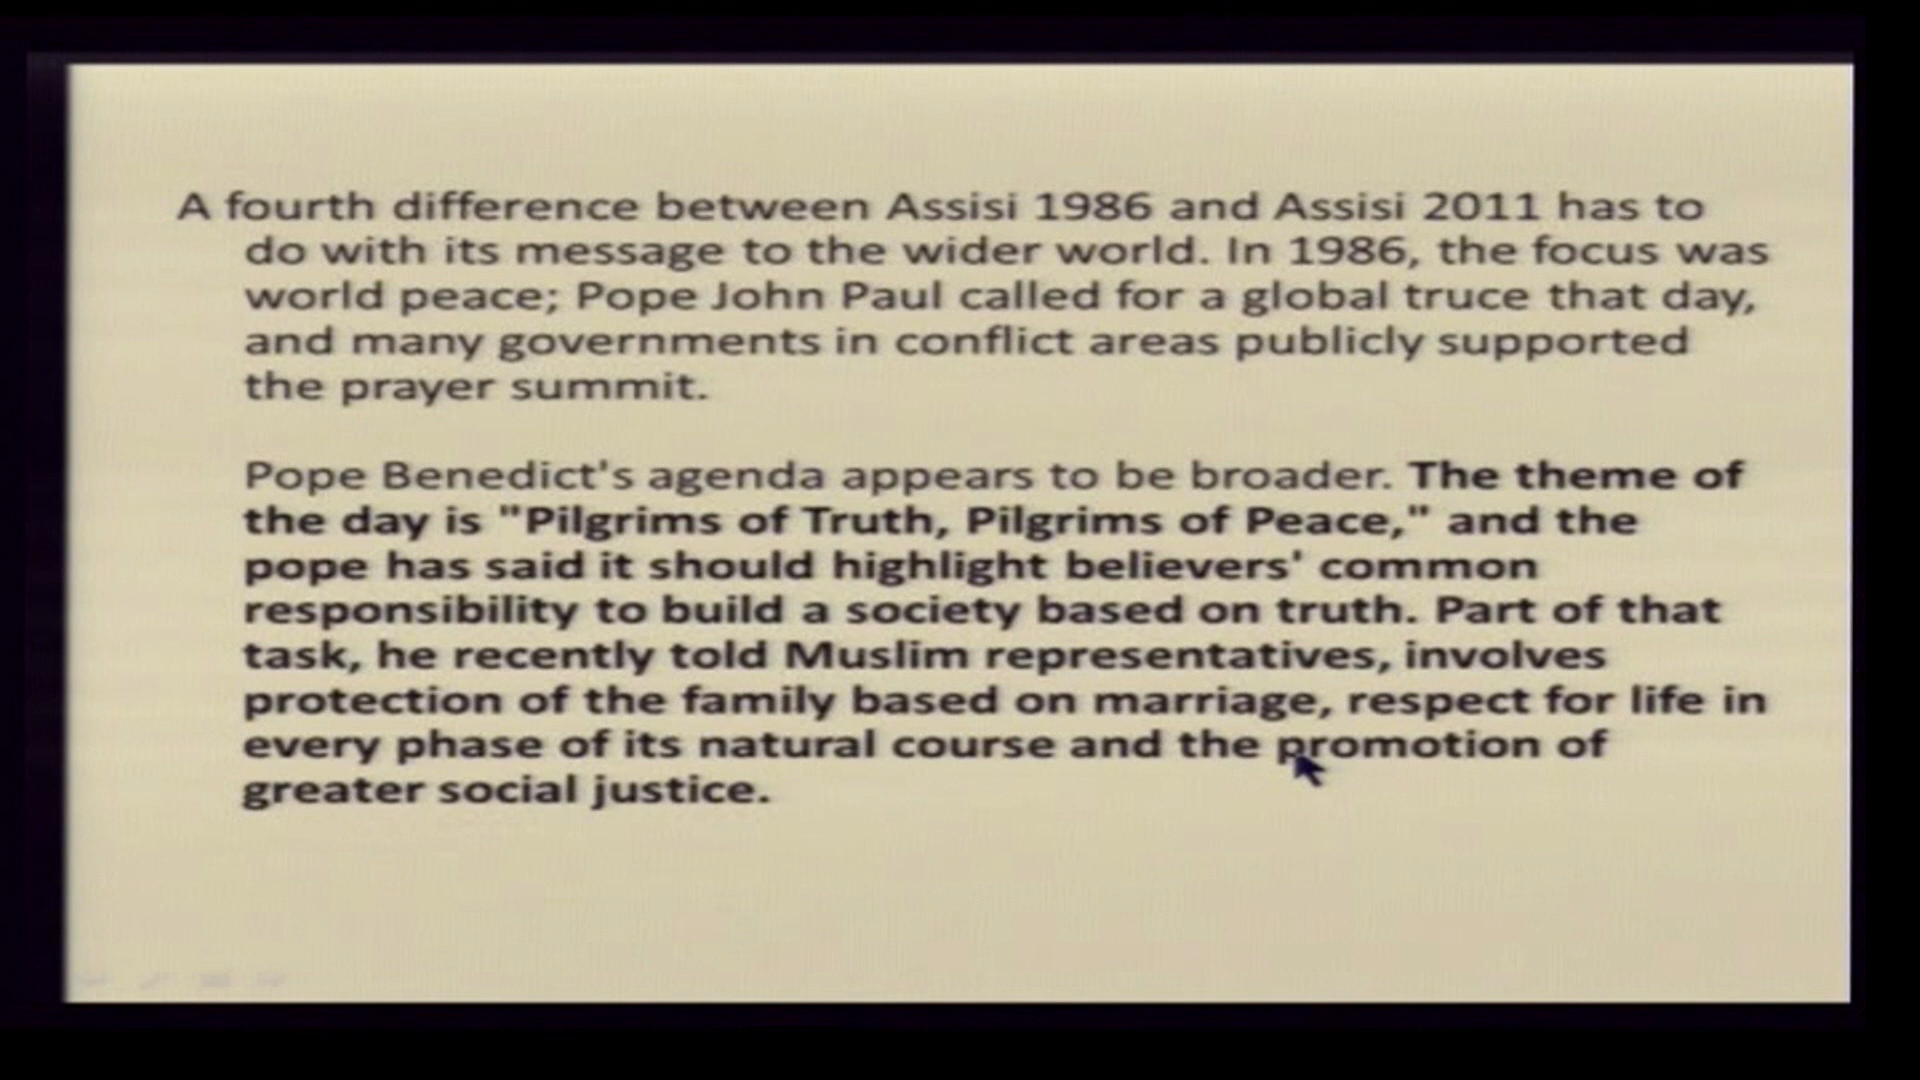 A fourth difference between Assisi 1986 and Assisi 2011 has to
do with its message to the wider world. In 1986, the focus was
world peace; Pope John Paul called for a global truce that day,
and many governments in conflict areas publicly supported
the prayer summit.
Pope Benedict's agenda appears to be broader. The theme of
the day is "Pilgrims of Truth, Pilgrims of Peace," and the
pope has said it should highlight believers' common
responsibility to build a society based on truth. Part of that
task, he recently told Muslim representatives, involves
protection of the family based on marriage, respect for life in
every phase of its natural course and the promotion of
greater social justice.